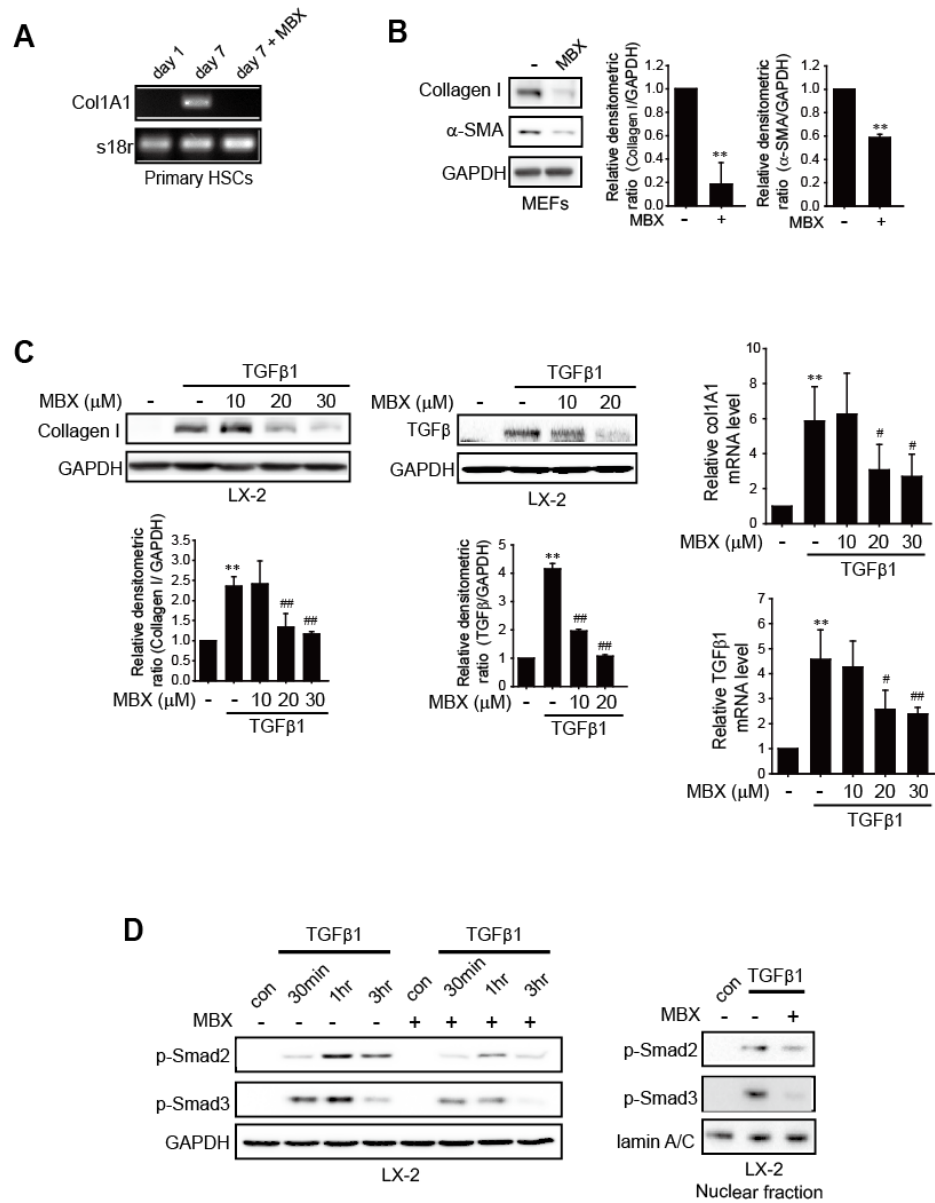 A
day 1
day 7
day 7 + MBX
Col1A1
s18r
Primary HSCs
B
- MBX
Collagen I
α-SMA
GAPDH
MEFs
Relative densitometric
ratio (Collagen I/GAPDH)
1.2
1.0
0.8
0.6
0.4
0.2
0
**
MBX - +
Relative densitometric
ratio (α-SMA/GAPDH)
1.2
1.0
0.8
0.6
0.4
0.2
0
**
MBX - +
C
TGFβ1
MBX (μM) - - 10 20 30
Collagen I
GAPDH
LX-2
Relative densitometric
ratio (Collagen I/ GAPDH)
3.5
3.0
2.5
2.0
1.5
1.0
0.5
0.0
** ## ##
MBX (μM) - - 10 20 30
TGFβ1
TGFβ1
MBX (μM) - - 10 20
TGFβ
GAPDH
LX-2
Relative densitometric
ratio (TGFβ/GAPDH)
5
4
3
2
1
0
** ## ##
MBX (μM) - - 10 20
TGFβ1
Relative col1A1
mRNA level
10
8
6
4
2
0
** # #
MBX (μM) - - 10 20 30
TGFβ1
Relative TGFβ1
mRNA level
7
6
5
4
3
2
1
0
** # ##
MBX (μM) - - 10 20 30
TGFβ1
D
TGFβ1 TGFβ1
con 30min 1hr 3hr con 30min 1hr 3hr
MBX - - - - + + + +
p-Smad2
p-Smad3
GAPDH
LX-2
con TGFβ1
MBX - - +
p-Smad2
p-Smad3
lamin A/C
LX-2
Nuclear fraction